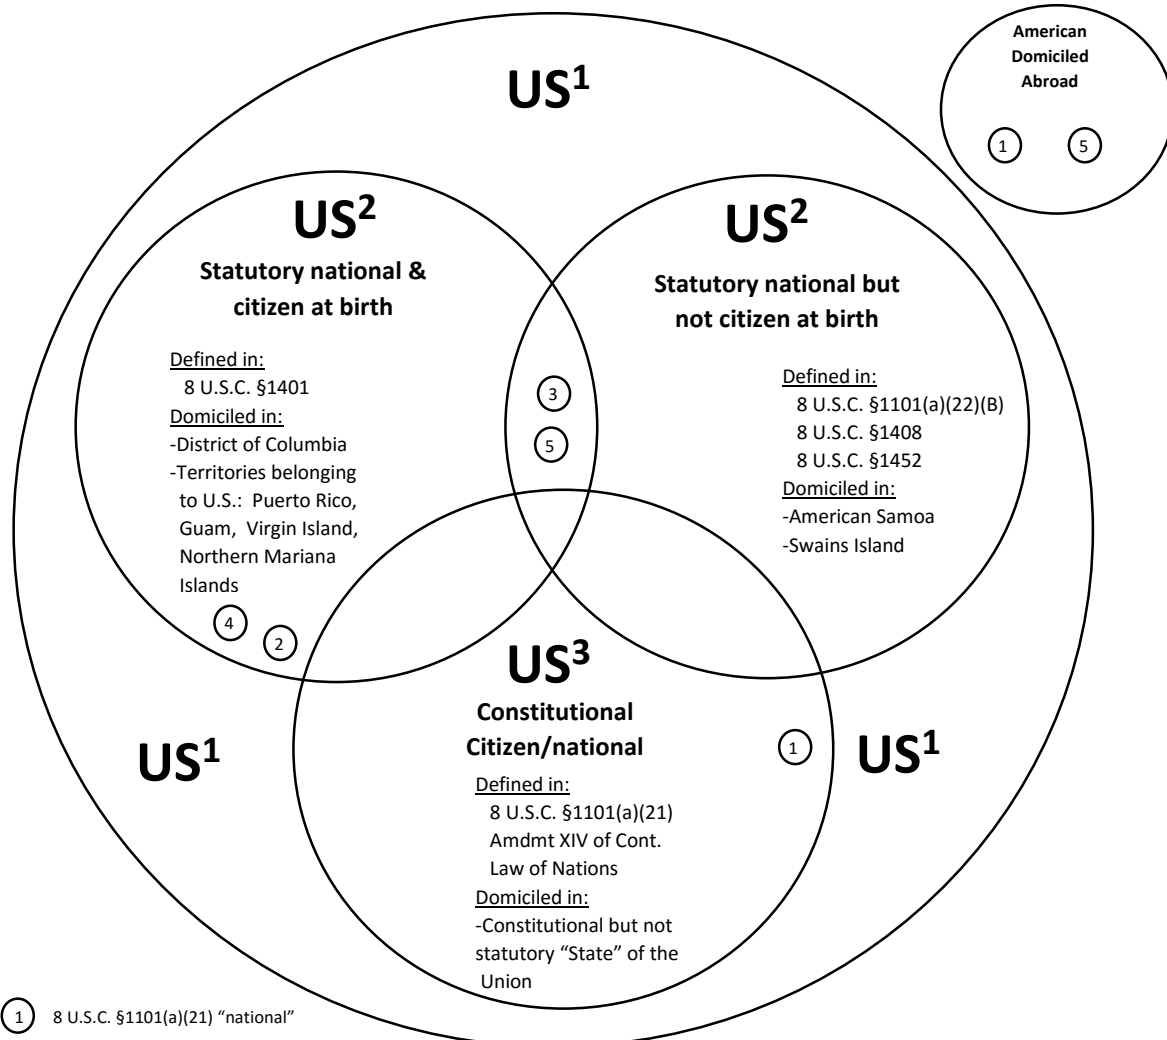 US¹
American
Domiciled
Abroad
1 5
US²
Statutory national &
citizen at birth
Defined in:
8 U.S.C. §1401
Domiciled in:
-District of Columbia
-Territories belonging
to U.S.: Puerto Rico,
Guam, Virgin Island,
Northern Mariana
Islands
4
2
3
5
US²
Statutory national but
not citizen at birth
Defined in:
8 U.S.C. §1101(a)(22)(B)
8 U.S.C. §1408
8 U.S.C. §1452
Domiciled in:
-American Samoa
-Swains Island
US³
Constitutional
Citizen/national
Defined in:
8 U.S.C. §1101(a)(21)
Amdmt XIV of Cont.
Law of Nations
Domiciled in:
-Constitutional but not
statutory “State” of the
Union
1
US¹
US¹
1 8 U.S.C. §1101(a)(21) “national”